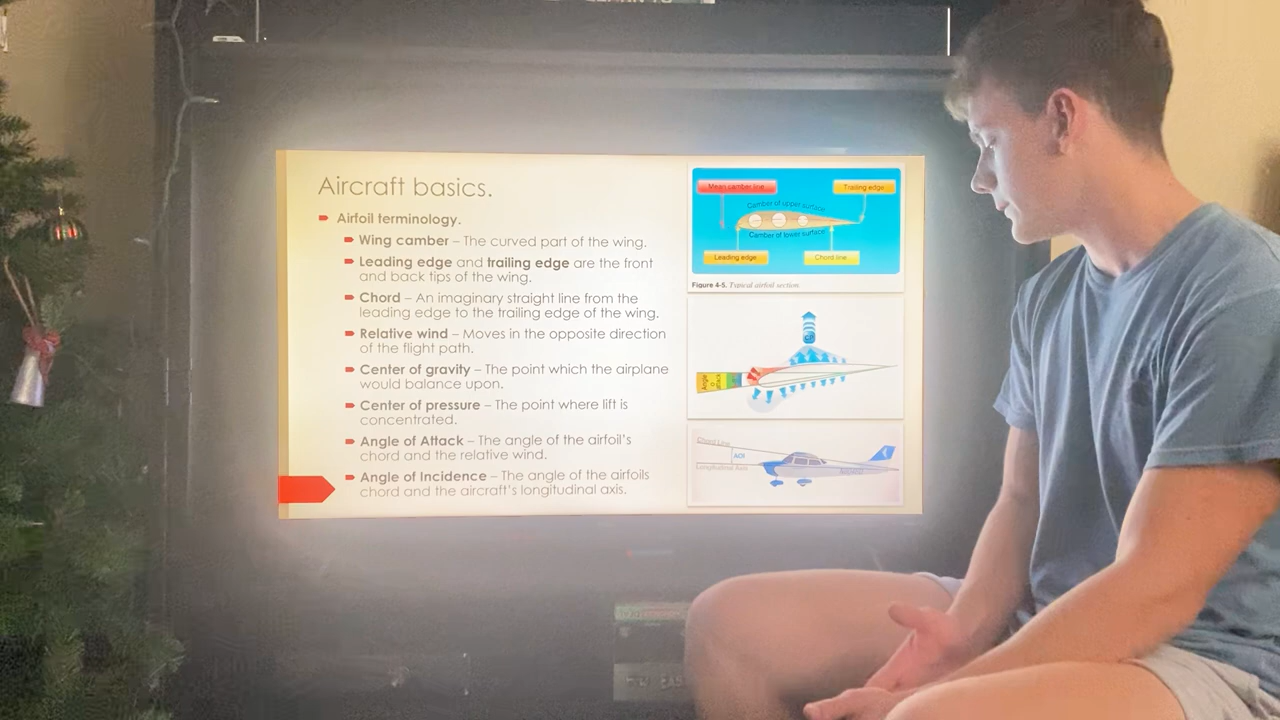 Aircraft basics.
Airfoil terminology.
Wing camber – The curved part of the wing.
Leading edge and trailing edge are the front
and back tips of the wing.
Chord – An imaginary straight line from the
leading edge to the trailing edge of the wing.
Relative wind – Moves in the opposite direction
of the flight path.
Center of gravity – The point which the airplane
would balance upon.
Center of pressure – The point where lift is
concentrated.
Angle of Attack – The angle of the airfoil's
chord and the relative wind.
Angle of Incidence – The angle of the airfoils
chord and the aircraft's longitudinal axis.
Mean camber line
Trailing edge
Camber of upper surface
Camber of lower surface
Leading edge
Chord line
Figure 4-5. Typical airfoil section.
Angle
Chord Line
AOI
Longitudinal Axis